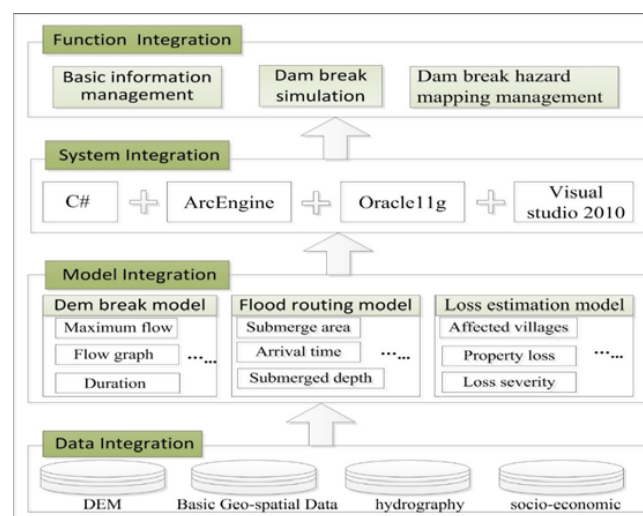 Function Integration
Basic information
management
Dam break
simulation
Dam break hazard
mapping management
System Integration
C#
ArcEngine
Oracle11g
Visual
studio 2010
Model Integration
Dem break model
Maximum flow
Flow graph
Duration
......
Flood routing model
Submerge area
Arrival time
Submerged depth
......
Loss estimation model
Affected villages
Property loss
Loss severity
......
Data Integration
DEM
Basic Geo-spatial Data
hydrography
socio-economic